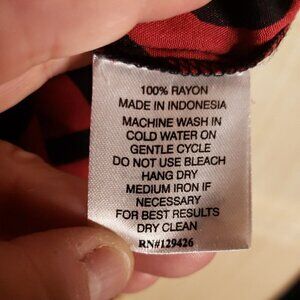 100% RAYON
MADE IN INDONESIA
MACHINE WASH IN
COLD WATER ON
GENTLE CYCLE
DO NOT USE BLEACH
HANG DRY
MEDIUM IRON IF
NECESSARY
FOR BEST RESULTS
DRY CLEAN
RN#129426